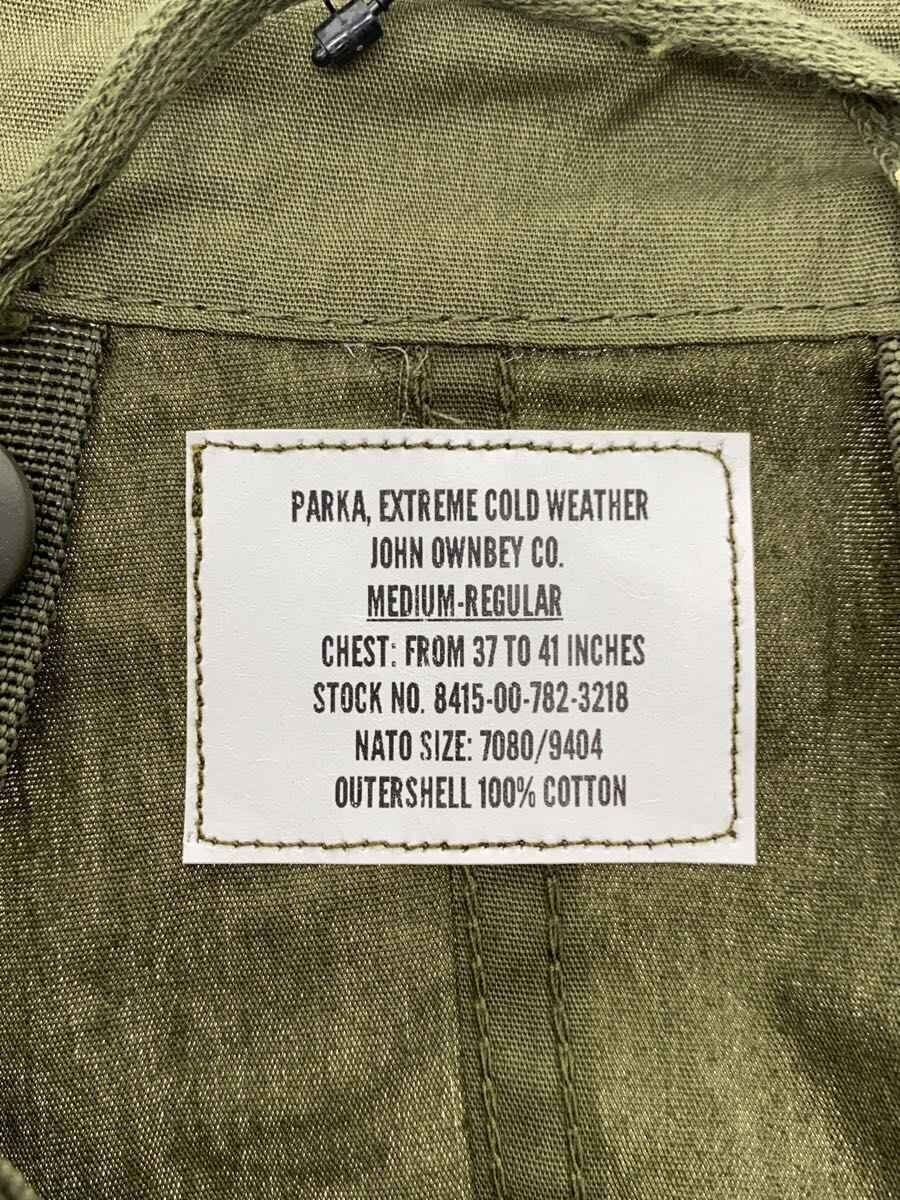 PARKA, EXTREME COLD WEATHER
JOHN OWNBEY CO.
MEDIUM-REGULAR
CHEST: FROM 37 TO 41 INCHES
STOCK NO. 8415-00-782-3218
NATO SIZE: 7080/9404
OUTERSHELL 100% COTTON